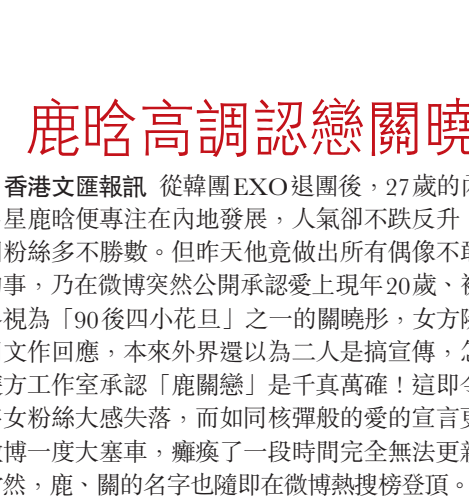 鹿晗高調認戀關曉
香港文匯報訊 從韓團EXO退團後，27歲的
星鹿晗便專注在內地發展，人氣卻不跌反升
粉絲多不勝數。但昨天他竟做出所有偶像不敢
事，乃在微博突然公開承認愛上現年20歲、被
視為「90後四小花旦」之一的關曉彤，女方隨
文作回應，本來外界還以為二人是搞宣傳，怎
方工作室承認「鹿關戀」是千真萬確！這即令
女粉絲大感失落，而如同核彈般的愛的宣言更
博一度大塞車，癱瘓了一段時間完全無法更新
然，鹿、關的名字也隨即在微博熱搜榜登頂。